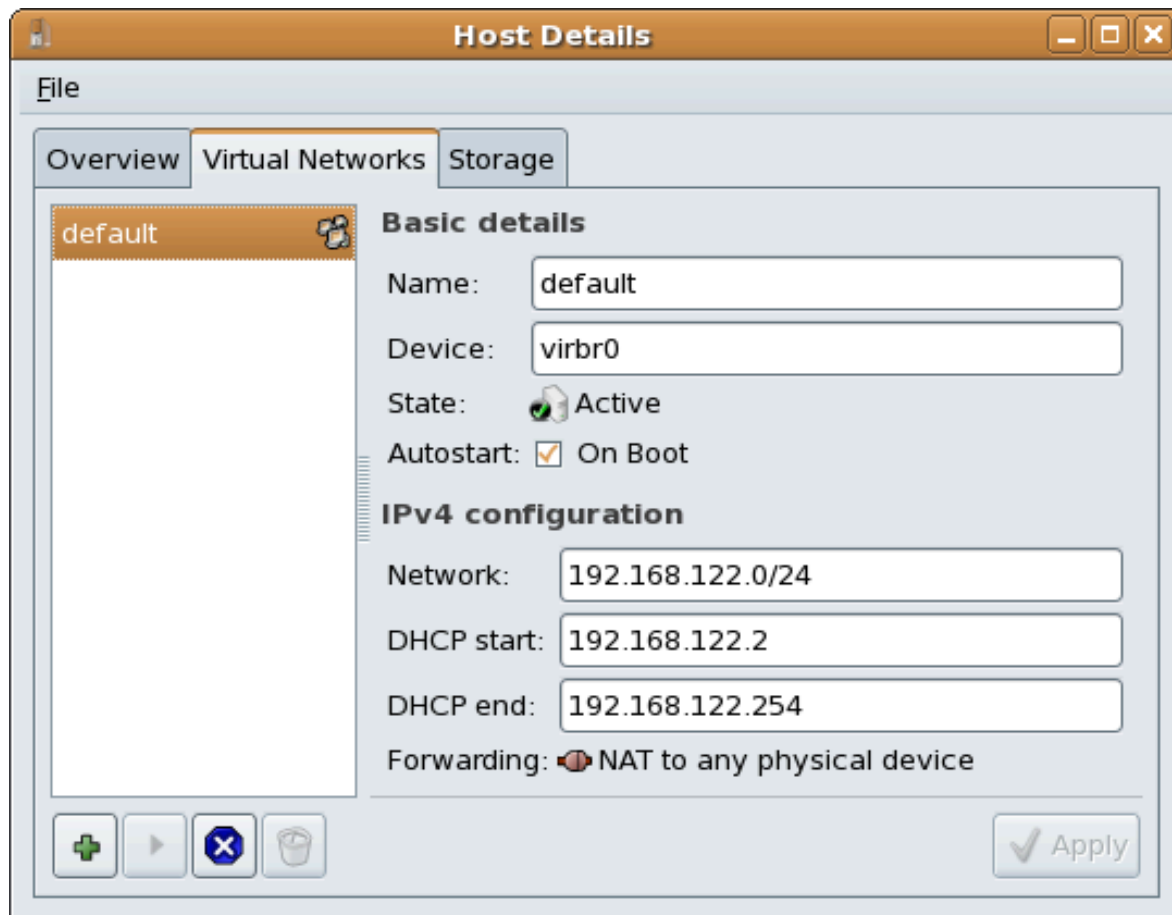 Host Details
File
Overview Virtual Networks Storage
default
Basic details
Name: default
Device: virbr0
State: Active
Autostart: On Boot
IPv4 configuration
Network: 192.168.122.0/24
DHCP start: 192.168.122.2
DHCP end: 192.168.122.254
Forwarding: NAT to any physical device
Apply